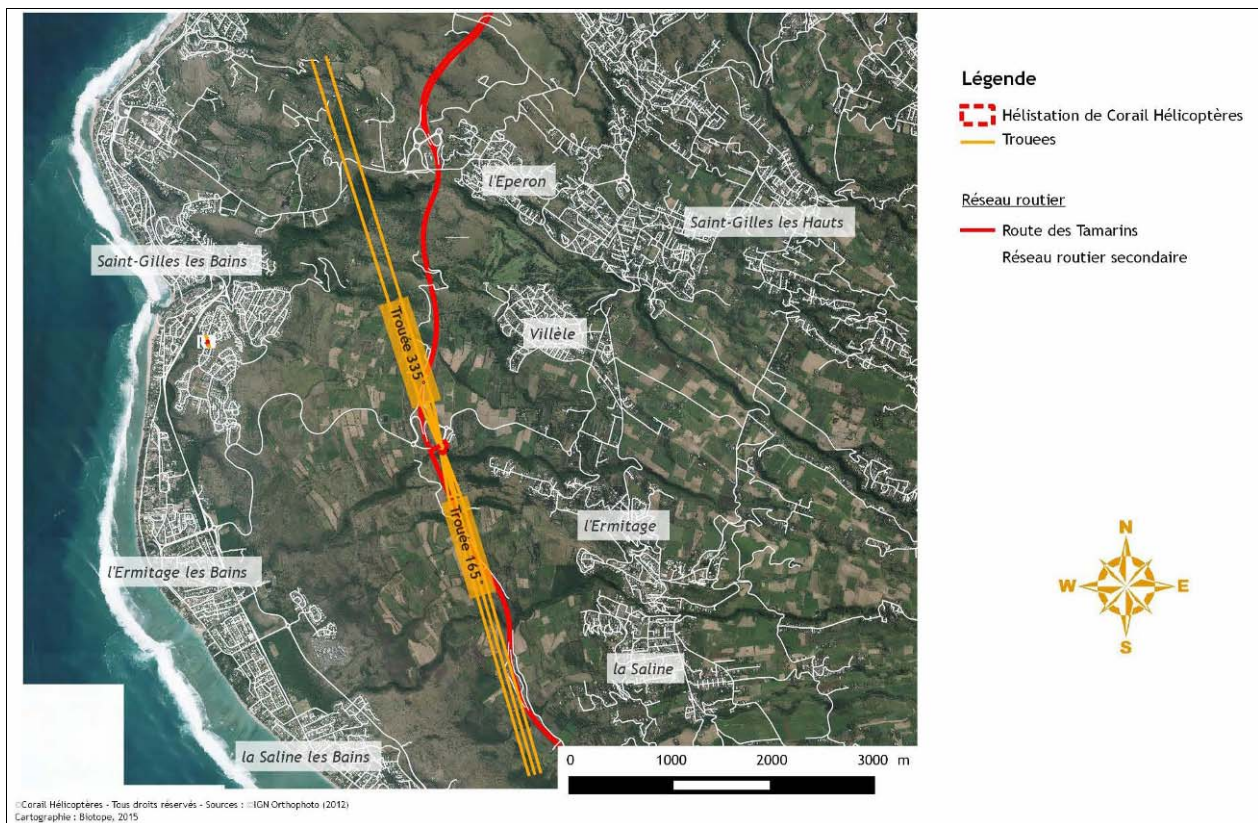 Légende
Hélistation de Corail Hélicoptères
Trouees
Réseau routier
Route des Tamarins
Réseau routier secondaire
l'Eperon
Saint-Gilles les Hauts
Saint-Gilles les Bains
Trouée 335°
Villèle
Trouée 165°
l'Ermitage
l'Ermitage les Bains
la Saline
la Saline les Bains
N
W
E
S
0 1000 2000 3000 m
©Corail Hélicoptères - Tous droits réservés - Sources : ©IGN Orthophoto (2012)
Cartographie : Biotope, 2015